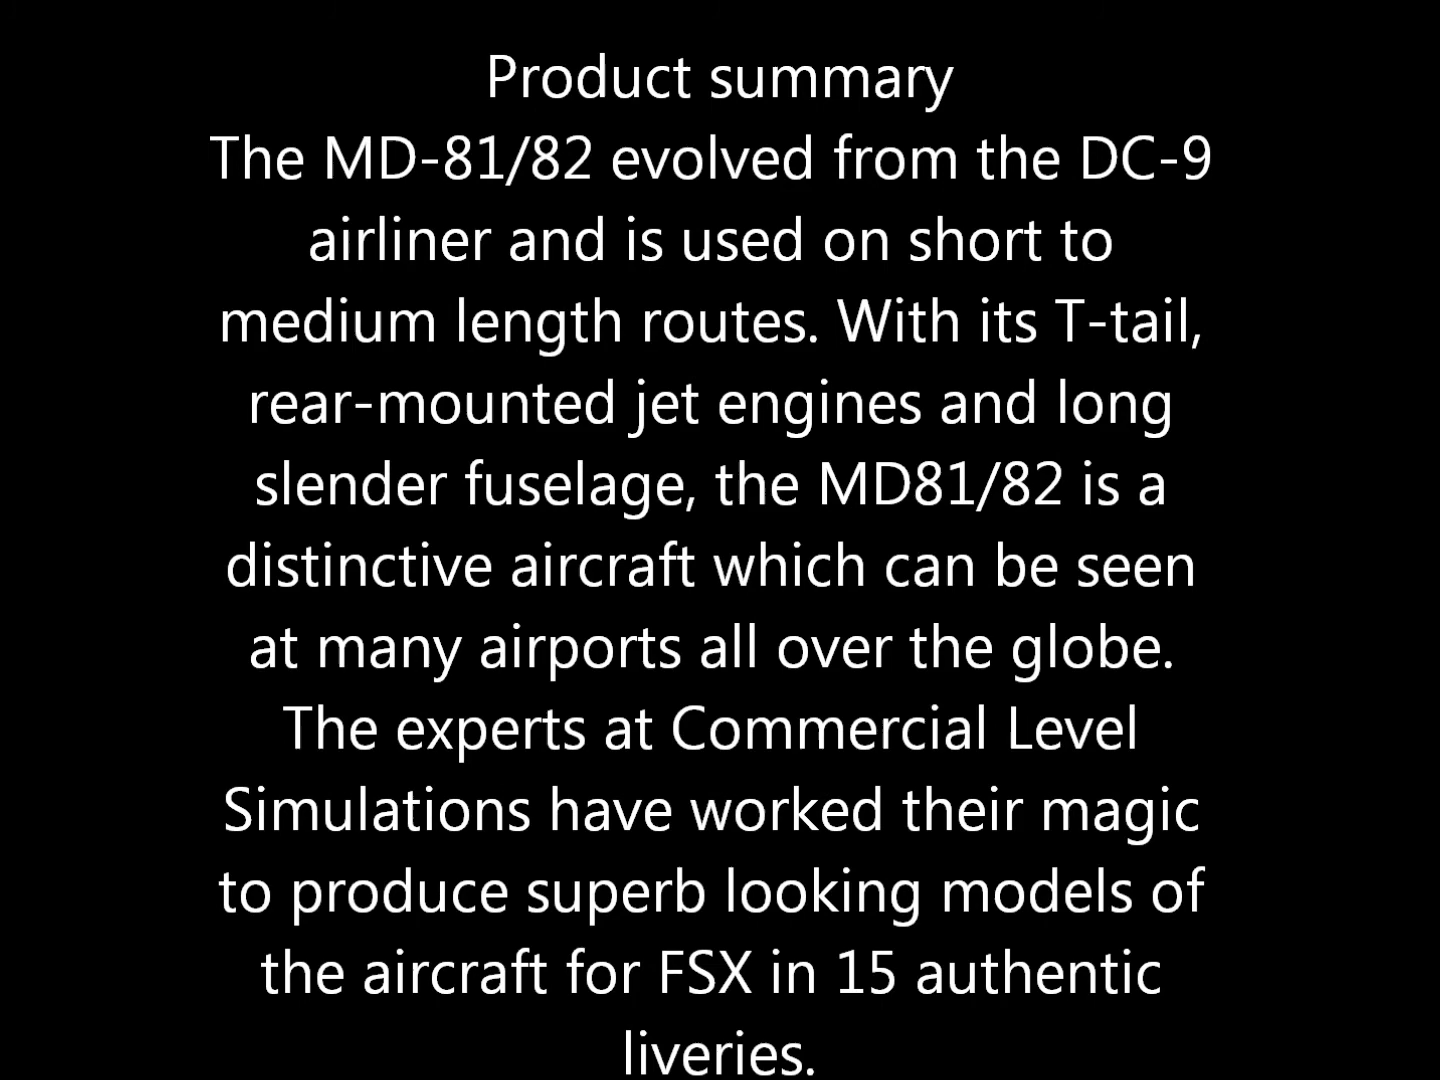 Product summary
The MD-81/82 evolved from the DC-9
airliner and is used on short to
medium length routes. With its T-tail,
rear-mounted jet engines and long
slender fuselage, the MD81/82 is a
distinctive aircraft which can be seen
at many airports all over the globe.
The experts at Commercial Level
Simulations have worked their magic
to produce superb looking models of
the aircraft for FSX in 15 authentic
liveries.